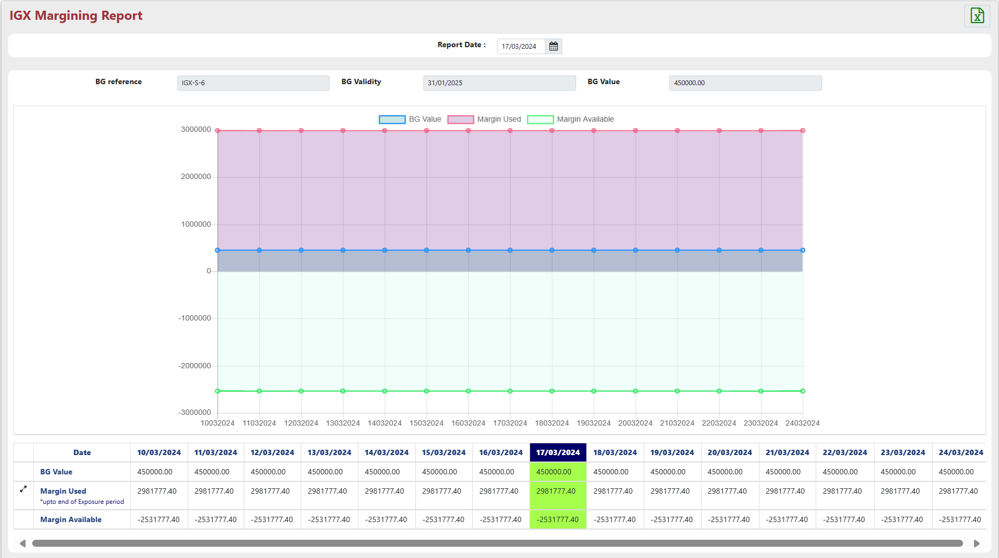 IGX Margining Report
Report Date : 17/03/2024
BG reference IGX-S-6 BG Validity 31/01/2025 BG Value 450000.00
BG Value Margin Used Margin Available
3000000
2000000
1000000
0
-1000000
-2000000
-3000000
10032024 11032024 12032024 13032024 14032024 15032024 16032024 17032024 18032024 19032024 20032024 21032024 22032024 23032024 24032024
Date 10/03/2024 11/03/2024 12/03/2024 13/03/2024 14/03/2024 15/03/2024 16/03/2024 17/03/2024 18/03/2024 19/03/2024 20/03/2024 21/03/2024 22/03/2024 23/03/2024 24/03/2024
BG Value 450000.00 450000.00 450000.00 450000.00 450000.00 450000.00 450000.00 450000.00 450000.00 450000.00 450000.00 450000.00 450000.00 450000.00 450000.00
Margin Used 2981777.40 2981777.40 2981777.40 2981777.40 2981777.40 2981777.40 2981777.40 2981777.40 2981777.40 2981777.40 2981777.40 2981777.40 2981777.40 2981777.40 2981777.40
*upto end of Exposure period
Margin Available -2531777.40 -2531777.40 -2531777.40 -2531777.40 -2531777.40 -2531777.40 -2531777.40 -2531777.40 -2531777.40 -2531777.40 -2531777.40 -2531777.40 -2531777.40 -2531777.40 -2531777.40